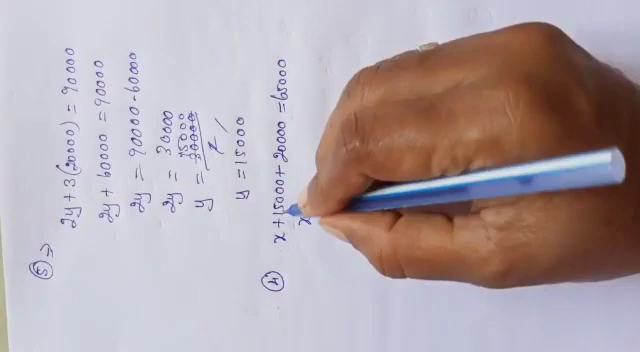 ⑤ ⇒ 2y + 3(20000) = 90000
2y + 60000 = 90000
2y = 90000 - 60000
2y = 30000
y = 30000/2 15000
y = 15000
④ x + 15000 + 20000 = 65000
x